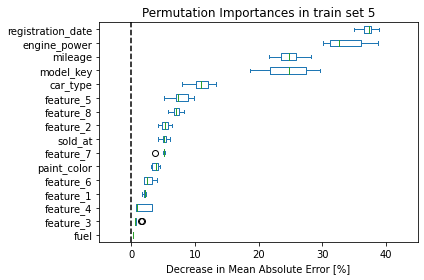 Permutation Importances in train set 5
registration_date
engine_power
mileage
model_key
car_type
feature_5
feature_8
feature_2
sold_at
feature_7
paint_color
feature_6
feature_1
feature_4
feature_3
fuel
0 10 20 30 40
Decrease in Mean Absolute Error [%]